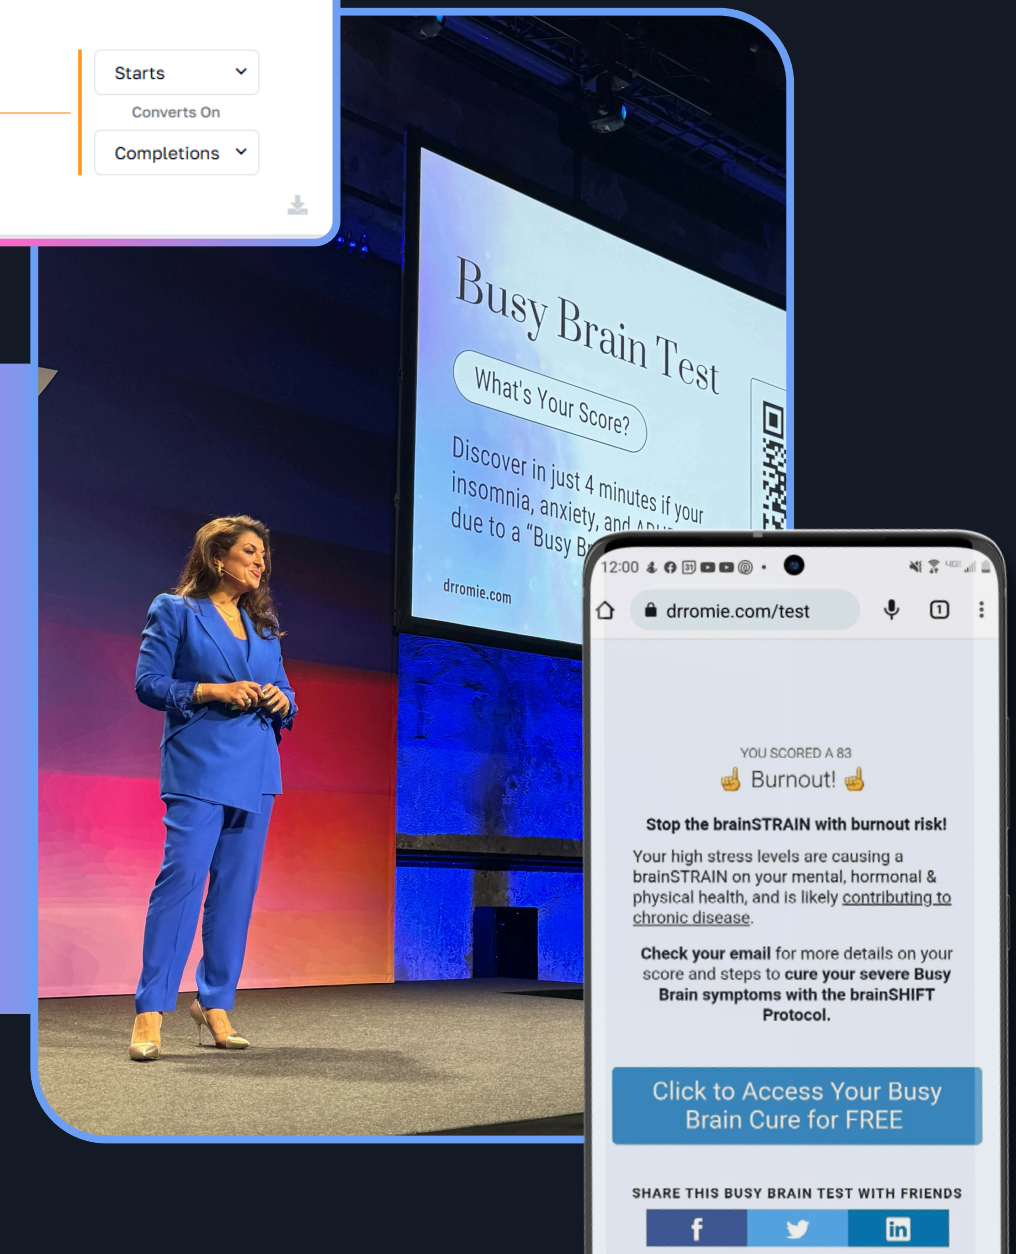 Starts
Converts On
Completions
Busy Brain Test
What's Your Score?
Discover in just 4 minutes if your
insomnia, anxiety, and
due to a “Busy
drromie.com
12:00
31
4GE
drromie.com/test
1
YOU SCORED A 83
☝ Burnout! ☝
Stop the brainSTRAIN with burnout risk!
Your high stress levels are causing a
brainSTRAIN on your mental, hormonal &
physical health, and is likely contributing to
chronic disease.
Check your email for more details on your
score and steps to cure your severe Busy
Brain symptoms with the brainSHIFT
Protocol.
Click to Access Your Busy
Brain Cure for FREE
SHARE THIS BUSY BRAIN TEST WITH FRIENDS
f
in